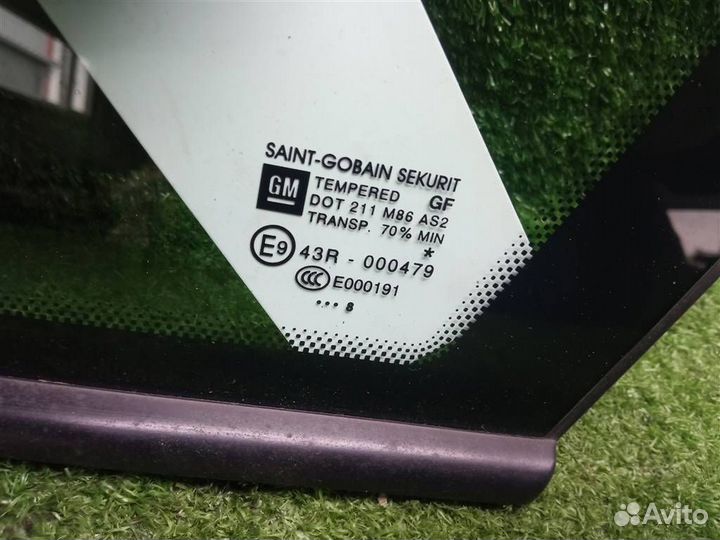 SAINT-GOBAIN SEKURIT
GM
TEMPERED GF
DOT 211 M86 AS2
TRANSP. 70% MIN
*
E9 43R - 000479
CCC E000191
... 8
Avito